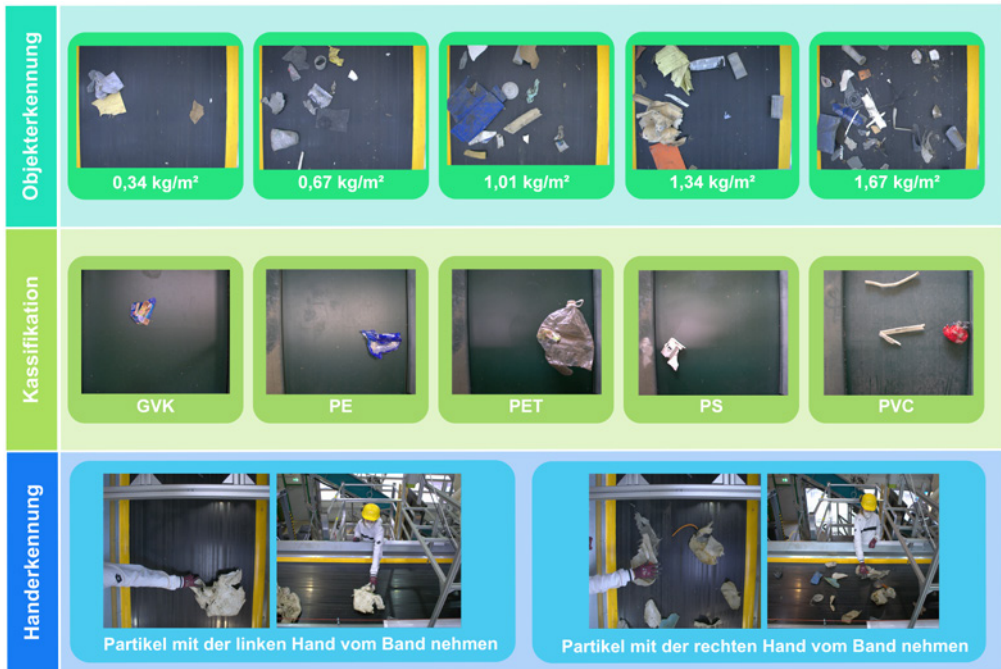 Objekterkennung
0,34 kg/m²
0,67 kg/m²
1,01 kg/m²
1,34 kg/m²
1,67 kg/m²
Kassifikation
GVK
PE
PET
PS
PVC
Handerkennung
Partikel mit der linken Hand vom Band nehmen
Partikel mit der rechten Hand vom Band nehmen